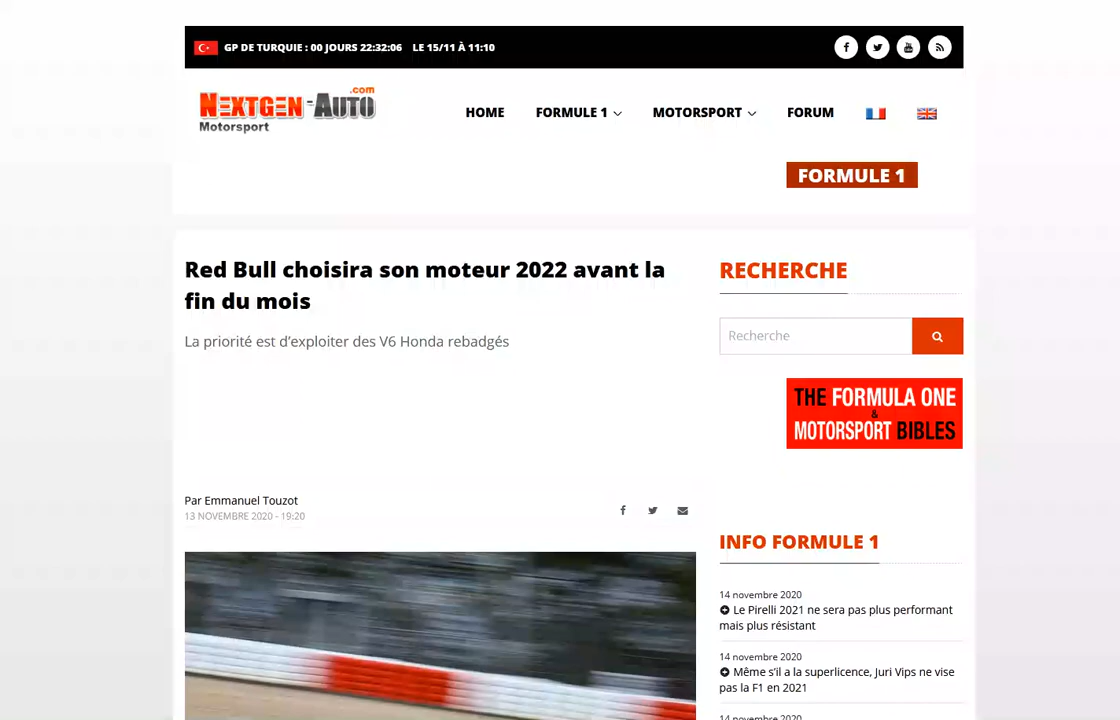 GP DE TURQUIE : 00 JOURS 22:32:06 LE 15/11 À 11:10
NEXTGEN-AUTO.com
Motorsport
HOME FORMULE 1 MOTORSPORT FORUM
FORMULE 1
Red Bull choisira son moteur 2022 avant la
fin du mois
La priorité est d’exploiter des V6 Honda rebadgés
Par Emmanuel Touzot
13 NOVEMBRE 2020 - 19:20
RECHERCHE
Recherche
THE FORMULA ONE
&
MOTORSPORT BIBLES
INFO FORMULE 1
14 novembre 2020
Le Pirelli 2021 ne sera pas plus performant
mais plus résistant
14 novembre 2020
Même s’il a la superlicence, Juri Vips ne vise
pas la F1 en 2021
14 novembre 2020